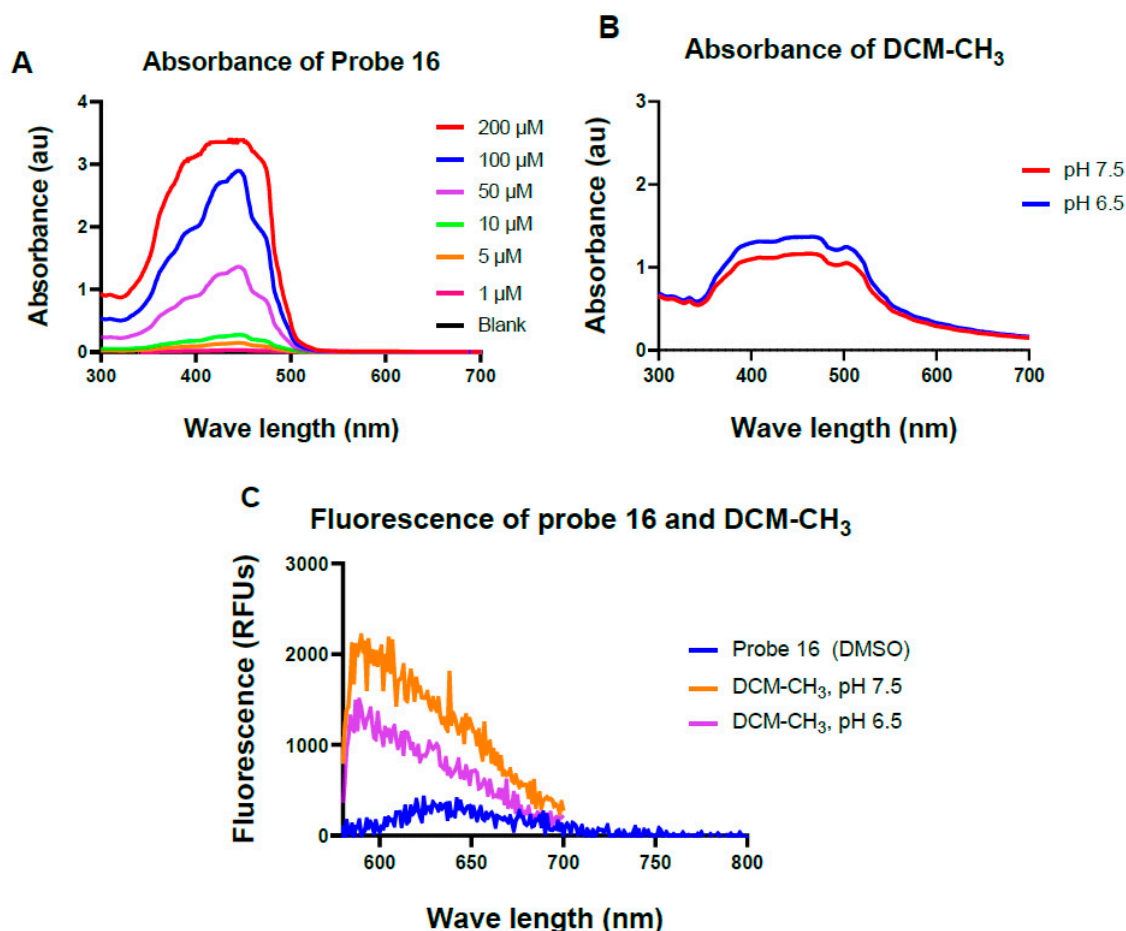 A
Absorbance of Probe 16
Absorbance (au)
4
3
2
1
0
300 400 500 600 700
Wave length (nm)
200 µM
100 µM
50 µM
10 µM
5 µM
1 µM
Blank
B
Absorbance of DCM-CH₃
Absorbance (au)
3
2
1
0
300 400 500 600 700
Wave length (nm)
pH 7.5
pH 6.5
C
Fluorescence of probe 16 and DCM-CH₃
Fluorescence (RFUs)
3000
2000
1000
0
600 650 700 750 800
Wave length (nm)
Probe 16 (DMSO)
DCM-CH₃, pH 7.5
DCM-CH₃, pH 6.5